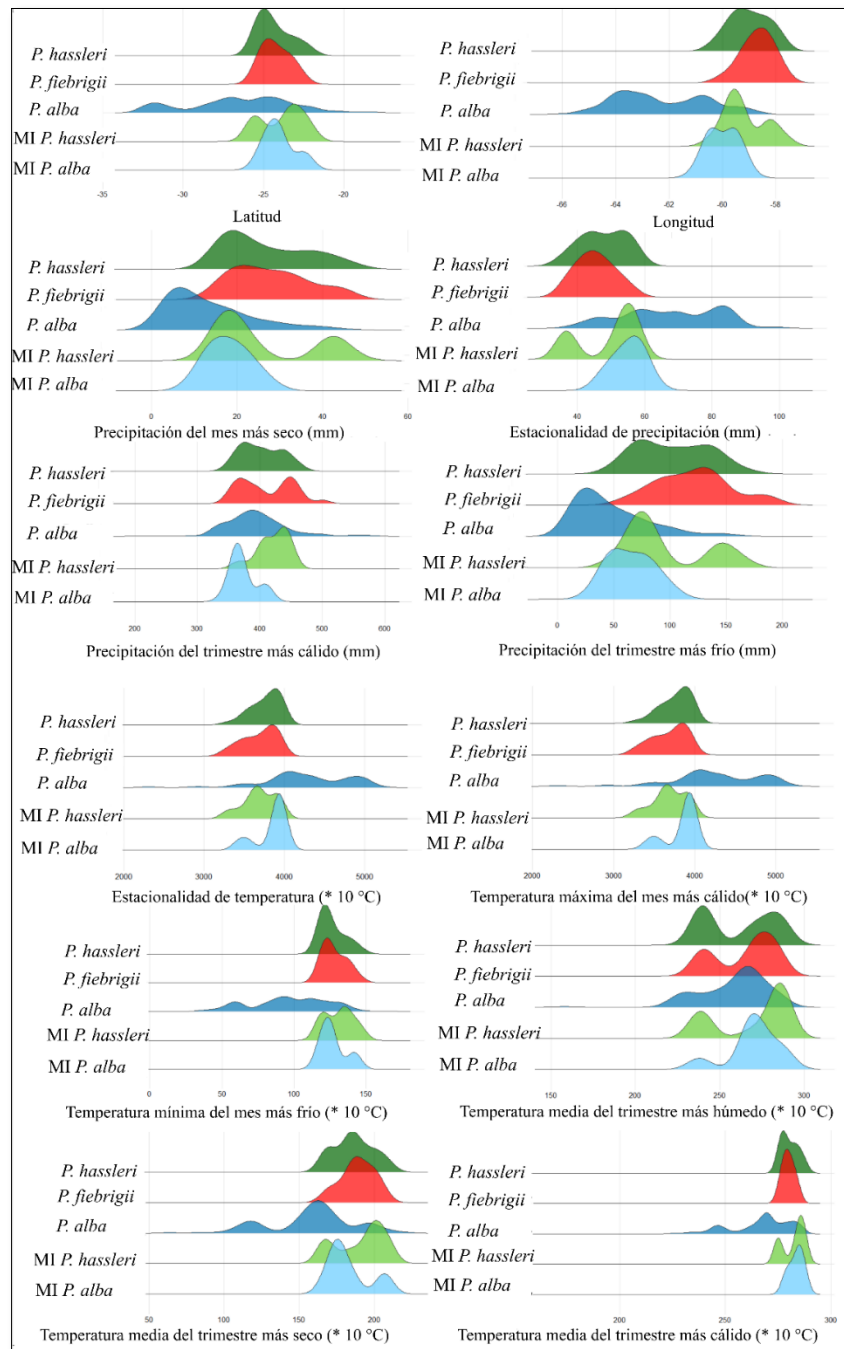 P. hassleri
P. fiebrigii
P. alba
MI P. hassleri
MI P. alba
-35 -25 -20
Latitud
P. hassleri
P. fiebrigii
P. alba
MI P. hassleri
MI P. alba
-66 -64 -62 -60 -58
Longitud
P. hassleri
P. fiebrigii
P. alba
MI P. hassleri
MI P. alba
0 20 40 60
Precipitación del mes más seco (mm)
P. hassleri
P. fiebrigii
P. alba
MI P. hassleri
MI P. alba
40 60 80 100
Estacionalidad de precipitación (mm)
P. hassleri
P. fiebrigii
P. alba
MI P. hassleri
MI P. alba
200 300 400 500 600
Precipitación del trimestre más cálido (mm)
P. hassleri
P. fiebrigii
P. alba
MI P. hassleri
MI P. alba
0 50 100 150 200
Precipitación del trimestre más frío (mm)
P. hassleri
P. fiebrigii
P. alba
MI P. hassleri
MI P. alba
2000 3000 4000 5000
Estacionalidad de temperatura (* 10 °C)
P. hassleri
P. fiebrigii
P. alba
MI P. hassleri
MI P. alba
2000 3000 4000 5000
Temperatura máxima del mes más cálido(* 10 °C)
P. hassleri
P. fiebrigii
P. alba
MI P. hassleri
MI P. alba
0 50 100 150
Temperatura mínima del mes más frío (* 10 °C)
P. hassleri
P. fiebrigii
P. alba
MI P. hassleri
MI P. alba
150 200 250 300
Temperatura media del trimestre más húmedo (* 10 °C)
P. hassleri
P. fiebrigii
P. alba
MI P. hassleri
MI P. alba
50 100 150 200
Temperatura media del trimestre más seco (* 10 °C)
P. hassleri
P. fiebrigii
P. alba
MI P. hassleri
MI P. alba
200 250 300
Temperatura media del trimestre más cálido (* 10 °C)